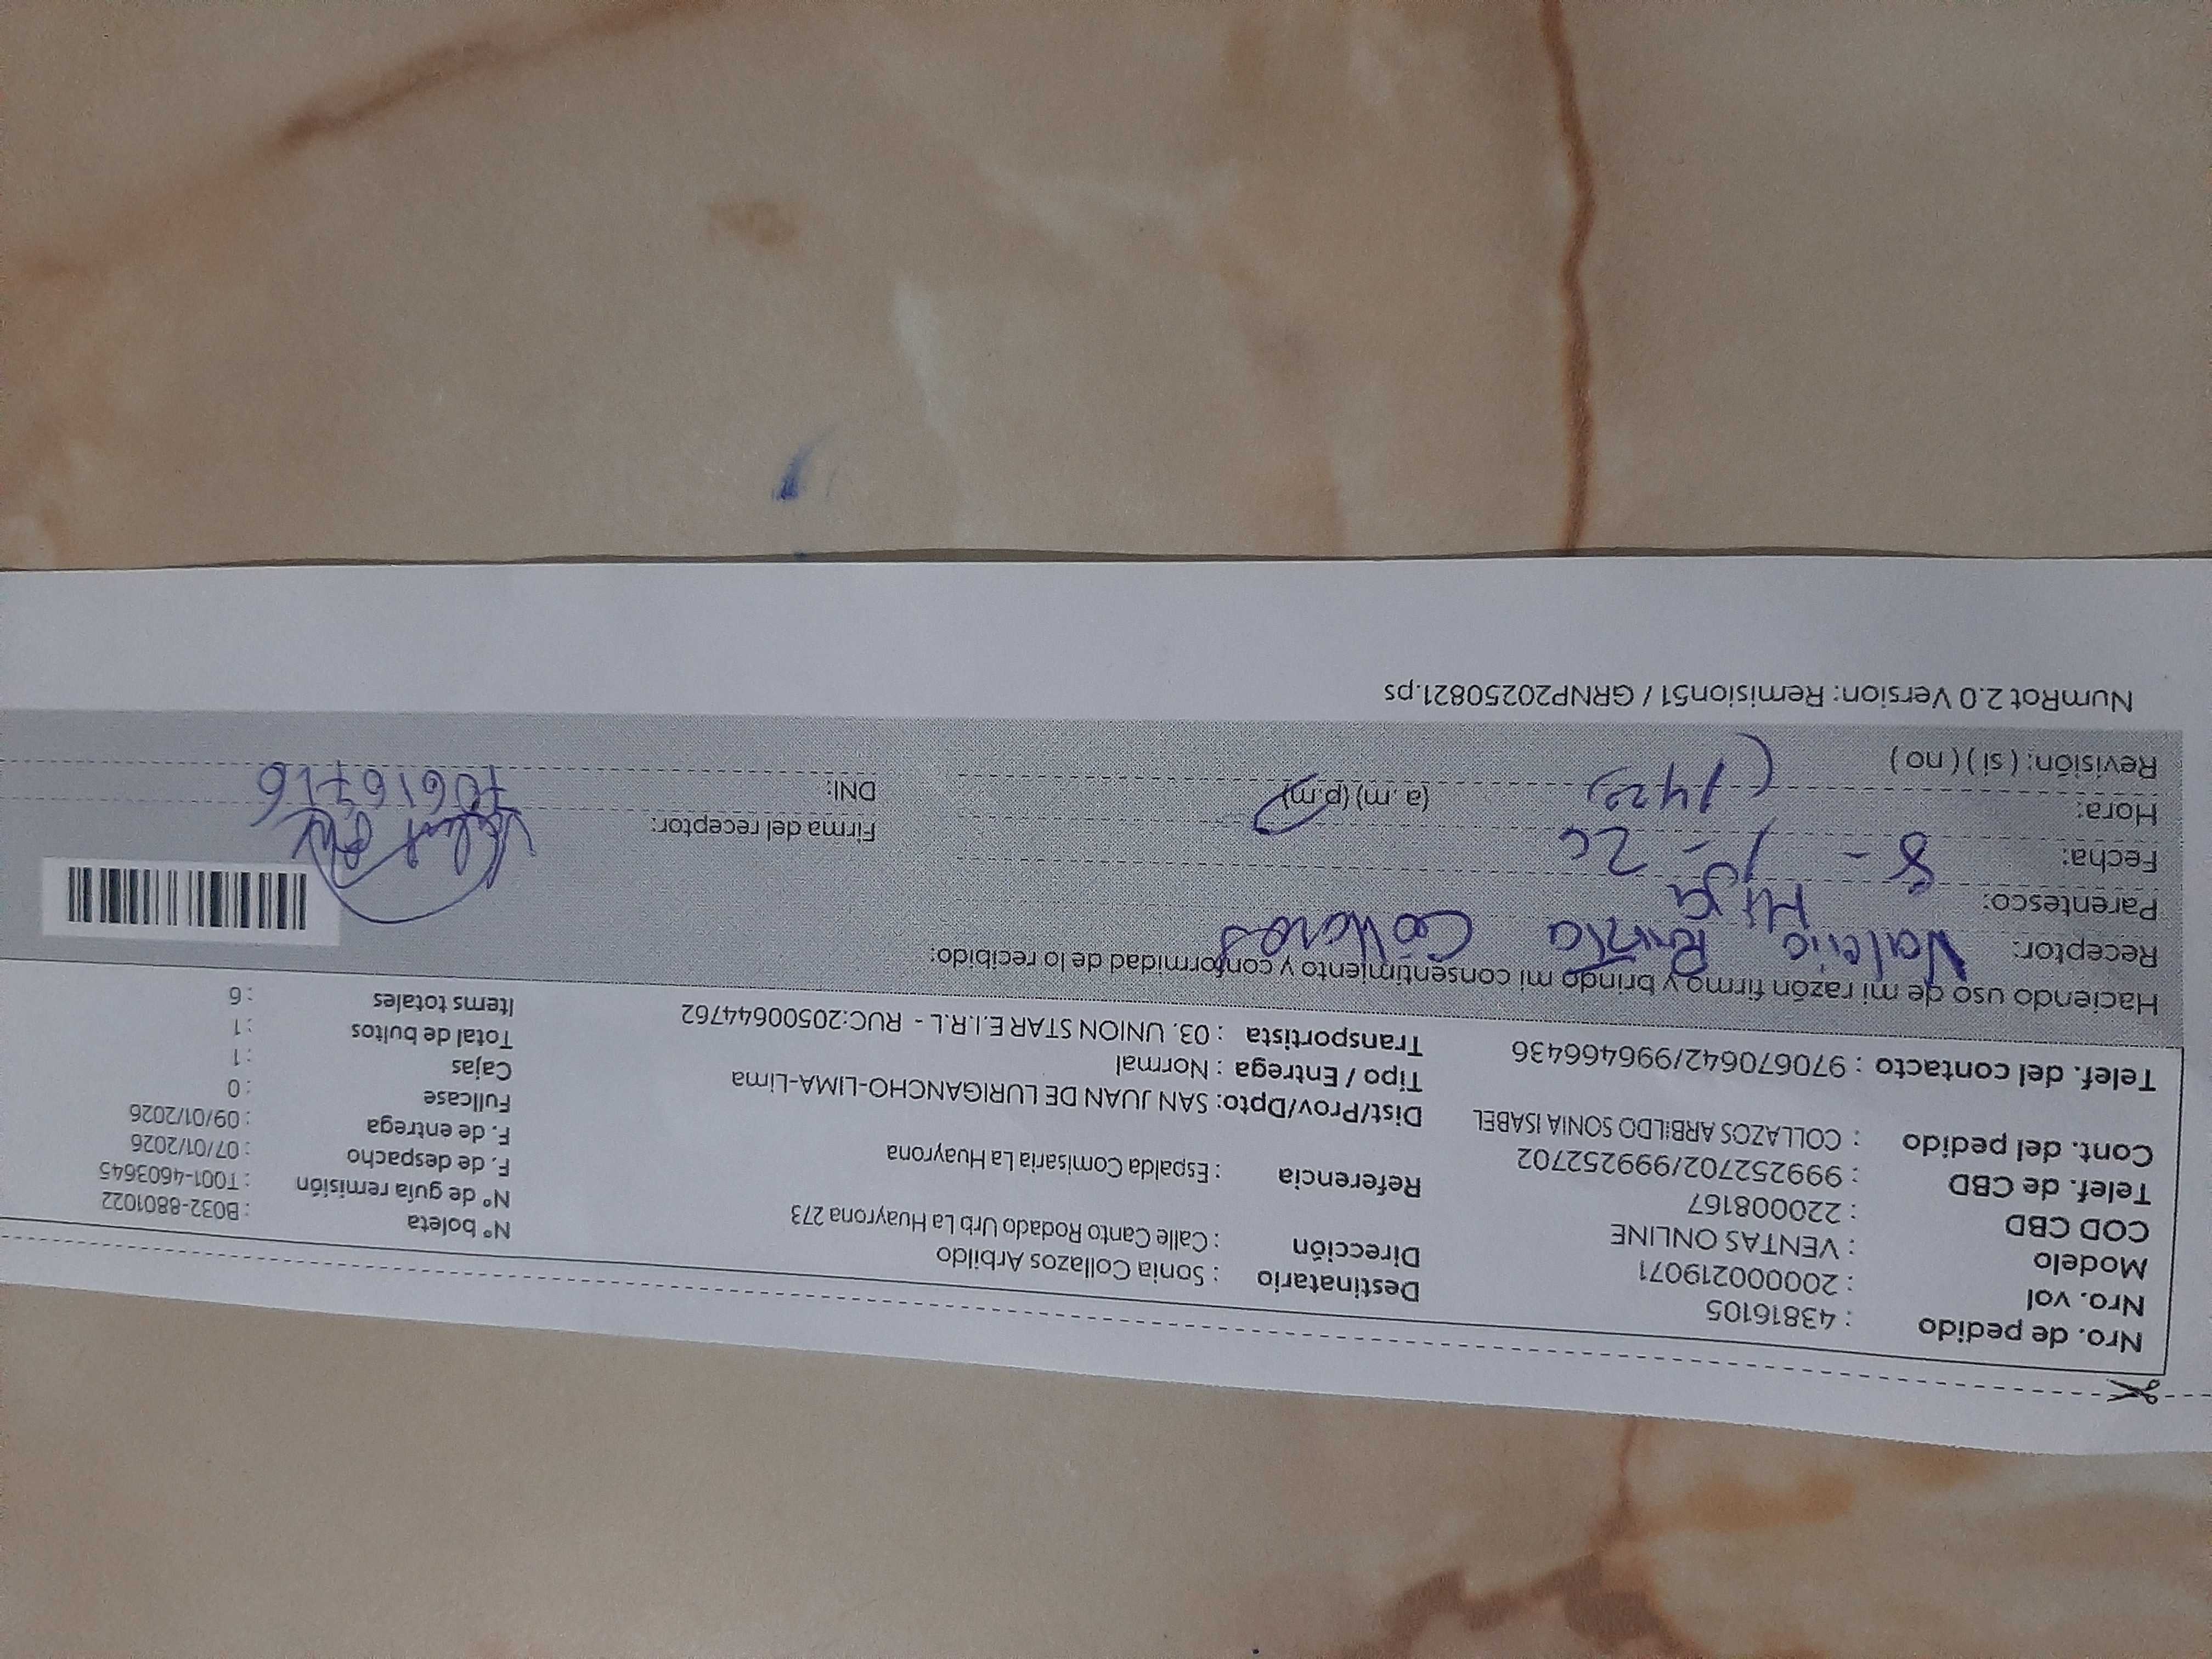 Nro. de pedido : 43816105
Nro. vol : 200000219071
Modelo : VENTAS ONLINE
COD CBD : 220008167
Telef. de CBD : 999252702/999252702
Cont. del pedido : COLLAZOS ARBILDO SONIA ISABEL
Telef. del contacto : 970670642/996466436
Destinatario : Sonia Collazos Arbildo
Dirección : Calle Canto Rodado Urb La Huayrona 273
Referencia : Espalda Comisaria La Huayrona
Dist/Prov/Dpto: SAN JUAN DE LURIGANCHO-LIMA-Lima
Tipo / Entrega : Normal
Transportista : 03. UNION STAR E.I.R.L - RUC:20500644762
N° boleta : B032-8801022
N° de guía remisión : T001-4603645
F. de despacho : 07/01/2026
F. de entrega : 09/01/2026
Fullcase : 0
Cajas : 1
Total de bultos : 1
Items totales : 6
Haciendo uso de mi razón firmo y brindo mi consentimiento y conformidad de lo recibido:
Receptor: Valeria Collazos
Parentesco: Hija
Fecha: 8 - 1 - 26
Hora: 1420 (a. m) (p.m)
Revisión: ( si ) ( no )
Firma del receptor:
DNI: 70616716
NumRot 2.0 Version: Remision51 / GRNP20250821.ps